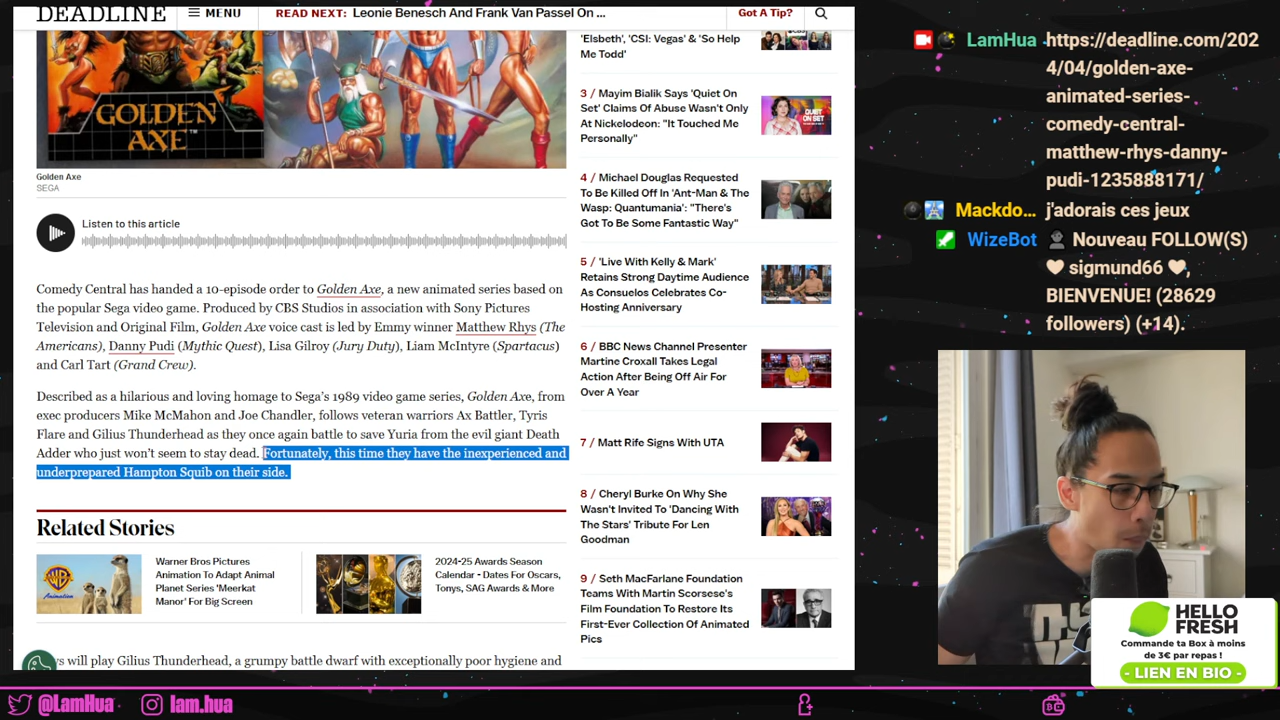 DEADLINE
MENU
READ NEXT: Leonie Benesch And Frank Van Passel On ...
Got A Tip?
GOLDEN
AXE
Golden Axe
SEGA
Listen to this article
Comedy Central has handed a 10-episode order to Golden Axe, a new animated series based on
the popular Sega video game. Produced by CBS Studios in association with Sony Pictures
Television and Original Film, Golden Axe voice cast is led by Emmy winner Matthew Rhys (The
Americans), Danny Pudi (Mythic Quest), Lisa Gilroy (Jury Duty), Liam McIntyre (Spartacus)
and Carl Tart (Grand Crew).
Described as a hilarious and loving homage to Sega's 1989 video game series, Golden Axe, from
exec producers Mike McMahon and Joe Chandler, follows veteran warriors Ax Battler, Tyris
Flare and Gilius Thunderhead as they once again battle to save Yuria from the evil giant Death
Adder who just won't seem to stay dead. Fortunately, this time they have the inexperienced and
underprepared Hampton Squib on their side.
Related Stories
WB
Animation
Warner Bros Pictures
Animation To Adapt Animal
Planet Series 'Meerkat
Manor' For Big Screen
2024-25 Awards Season
Calendar - Dates For Oscars,
Tonys, SAG Awards & More
ys will play Gilius Thunderhead, a grumpy battle dwarf with exceptionally poor hygiene and
'Elsbeth', 'CSI: Vegas' & 'So Help
Me Todd'
3 / Mayim Bialik Says 'Quiet On
Set' Claims Of Abuse Wasn't Only
At Nickelodeon: "It Touched Me
Personally"
4 / Michael Douglas Requested
To Be Killed Off In 'Ant-Man & The
Wasp: Quantumania': "There's
Got To Be Some Fantastic Way"
5 / 'Live With Kelly & Mark'
Retains Strong Daytime Audience
As Consuelos Celebrates Co-
Hosting Anniversary
6 / BBC News Channel Presenter
Martine Croxall Takes Legal
Action After Being Off Air For
Over A Year
7 / Matt Rife Signs With UTA
8 / Cheryl Burke On Why She
Wasn't Invited To 'Dancing With
The Stars' Tribute For Len
Goodman
9 / Seth MacFarlane Foundation
Teams With Martin Scorsese's
Film Foundation To Restore Its
First-Ever Collection Of Animated
Pics
LamHua https://deadline.com/202
4/04/golden-axe-
animated-series-
comedy-central-
matthew-rhys-danny-
pudi-1235888171/
Mackdo... j'adorais ces jeux
WizeBot Nouveau FOLLOW(S)
sigmund66 ,
BIENVENUE! (28629
followers) (+14).
HELLO
FRESH
Commande ta Box à moins
de 3€ par repas !
- LIEN EN BIO -
@LamHua
lam.hua